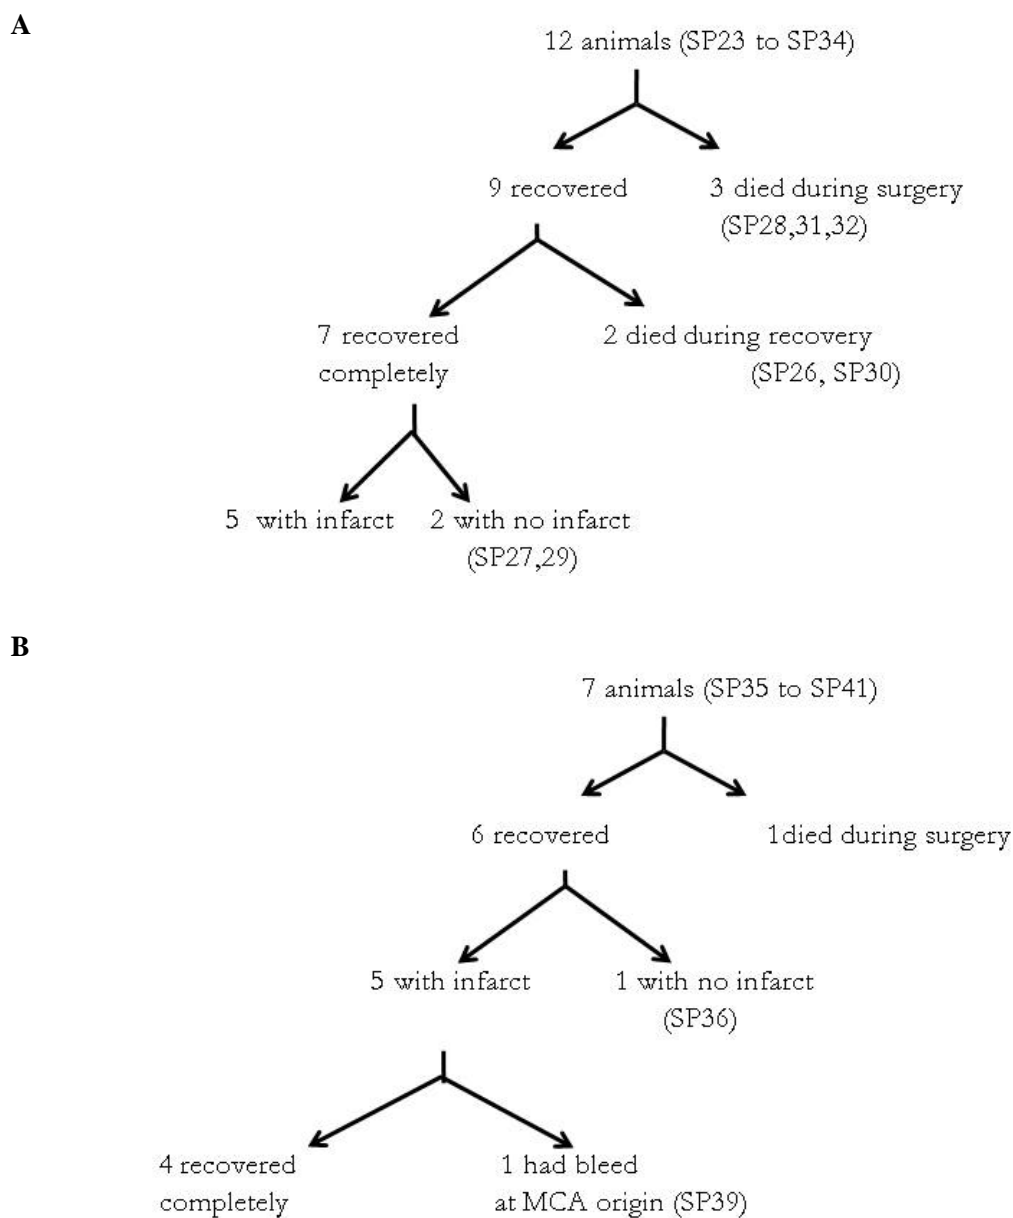 A
12 animals (SP23 to SP34)
9 recovered
3 died during surgery
(SP28,31,32)
7 recovered
completely
2 died during recovery
(SP26, SP30)
5 with infarct
2 with no infarct
(SP27,29)
B
7 animals (SP35 to SP41)
6 recovered
1died during surgery
5 with infarct
1 with no infarct
(SP36)
4 recovered
completely
1 had bleed
at MCA origin (SP39)